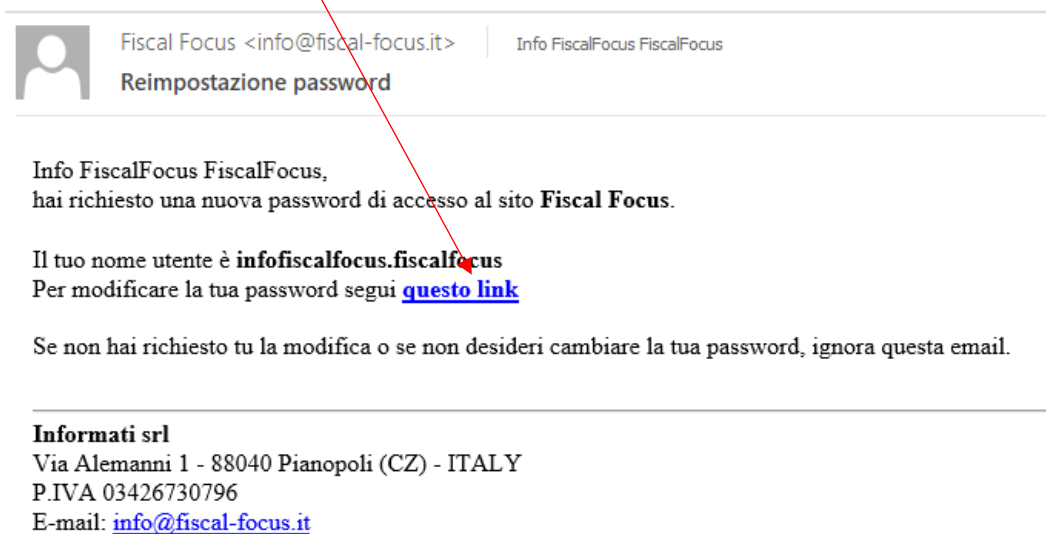 Fiscal Focus <info@fiscal-focus.it> Info FiscalFocus FiscalFocus
Reimpostazione password
Info FiscalFocus FiscalFocus,
hai richiesto una nuova password di accesso al sito Fiscal Focus.
Il tuo nome utente è infofiscalfocus.fiscalfocus
Per modificare la tua password segui questo link
Se non hai richiesto tu la modifica o se non desideri cambiare la tua password, ignora questa email.
Informati srl
Via Alemanni 1 - 88040 Pianopoli (CZ) - ITALY
P.IVA 03426730796
E-mail: info@fiscal-focus.it